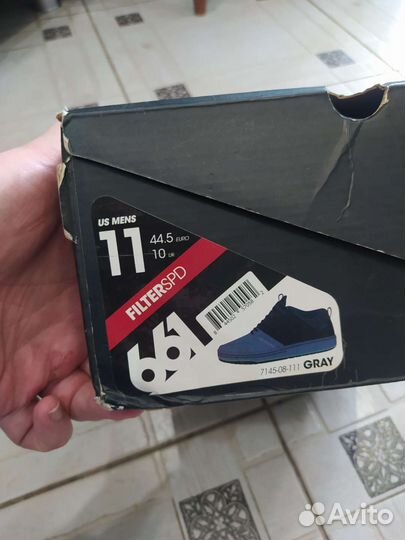 US MENS
11
44.5 EURO
10 UK
FILTERSPD
661
7145-08-111 GRAY
Avito